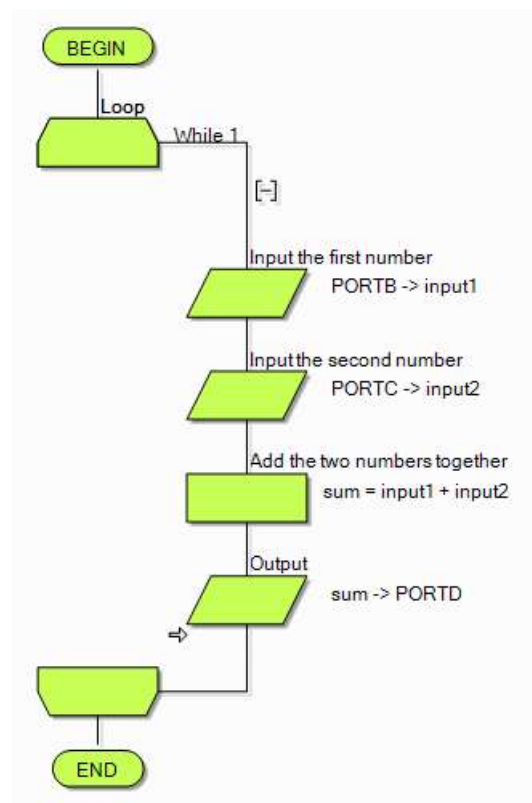 BEGIN
Loop
While 1
[-]
Input the first number
PORTB -> input1
Input the second number
PORTC -> input2
Add the two numbers together
sum = input1 + input2
Output
sum -> PORTD
END